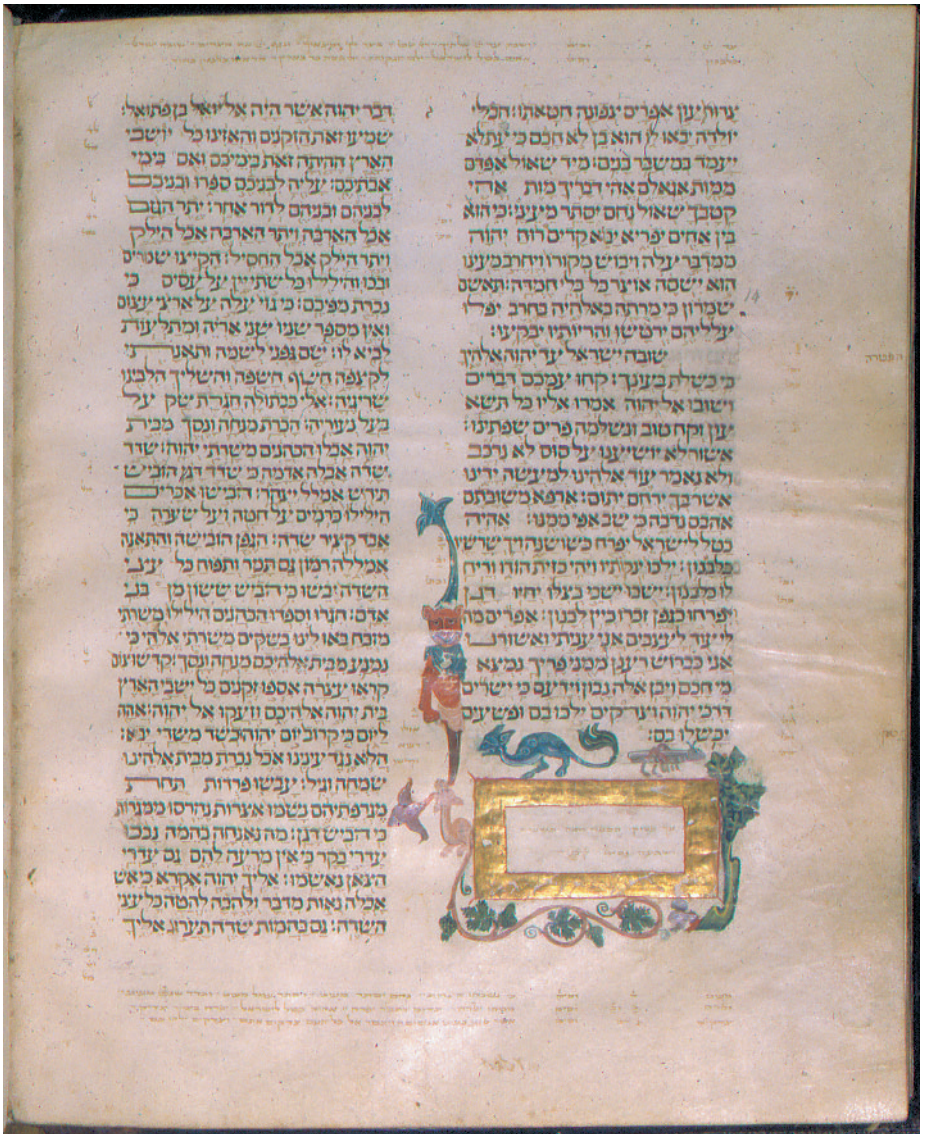 צרור עון אפרים צפונה חטאתו: חבלי
יולדה יבאו לו הוא בן לא חכם כי עת לא
יעמד במשבר בנים: מיד שאול אפדם
ממות אגאלם אהי דבריך מות אהי
קטבך שאול נחם יסתר מעיני: כי הוא
בין אחים יפריא יבוא קדים רוח יהוה
ממדבר עלה ויבוש מקורו ויחרב מעינו
הוא ישסה אוצר כל כלי חמדה: תאשם
שמרון כי מרתה באלהיה בחרב יפלו
עלליהם ירטשו והריותיו יבקעו:
שובה ישראל עד יהוה אלהיך
כי כשלת בעונך: קחו עמכם דברים
ושובו אל יהוה אמרו אליו כל תשא
עון וקח טוב ונשלמה פרים שפתינו:
אשור לא יושיענו על סוס לא נרכב
ולא נאמר עוד אלהינו למעשה ידינו
אשר בך ירחם יתום: ארפא משובתם
אהבם נדבה כי שב אפי ממנו: אהיה
כטל לישראל יפרח כשושנה ויך שרשיו
כלבנון: ילכו ינקתיו ויהי כזית הודו וריח
לו כלבנון: ישבו ישבי בצלו יחיו דגן
ויפרחו כגפן זכרו כיין לבנון: אפרים מה
לי עוד לעצבים אני עניתי ואשורנו
אני כברוש רענן ממני פריך נמצא
מי חכם ויבן אלה נבון וידעם כי ישרים
דרכי יהוה וצדקים ילכו בם ופשעים
יכשלו בם:
דבר יהוה אשר היה אל יואל בן פתואל:
שמעו זאת הזקנים והאזינו כל יושבי
הארץ ההיתה זאת בימיכם ואם בימי
אבתיכם: עליה לבניכם ספרו ובניכם
לבניהם ובניהם לדור אחר: יתר הגזם
אכל הארבה ויתר הארבה אכל הילק
ויתר הילק אכל החסיל: הקיצו שכורים
ובכו והילילו כל שתי יין על עסיס כי
נכרת מפיכם: כי גוי עלה על ארצי עצום
ואין מספר שניו שני אריה ומתלעות
לביא לו: שם גפני לשמה ותאנתי
לקצפה חשוף חשפה והשליך הלבינו
שריגיה: אלי כבתולה חגרת שק על
בעל נעוריה: הכרת מנחה ונסך מבית
יהוה אבלו הכהנים משרתי יהוה: שדד
שדה אבלה אדמה כי שדד דגן הוביש
תירוש אמלל יצהר: הבישו אכרים
הילילו כרמים על חטה ועל שערה כי
אבד קציר שדה: הגפן הובישה והתאנה
אמללה רמון גם תמר ותפוח כל עצי
השדה יבשו כי הביש ששון מן בני
אדם: חגרו וספדו הכהנים הילילו משרתי
מזבח באו לינו בשקים משרתי אלהי כי
נמנע מבית אלהיכם מנחה ונסך: קדשו צום
קראו עצרה אספו זקנים כל ישבי הארץ
בית יהוה אלהיכם וזעקו אל יהוה: אהה
ליום כי קרוב יום יהוה וכשד משדי יבא:
הלא נגד עינינו אכל נכרת מבית אלהינו
שמחה וגיל: עבשו פרדות תחת
מגרפתיהם נשמו אצרות נהרסו ממגרות
כי הביש דגן: מה נאנחה בהמה נבכו
עדרי בקר כי אין מרעה להם גם עדרי
הצאן נאשמו: אליך יהוה אקרא כי אש
אכלה נאות מדבר ולהבה להטה כל עצי
השדה: גם בהמות שדה תערוג אליך